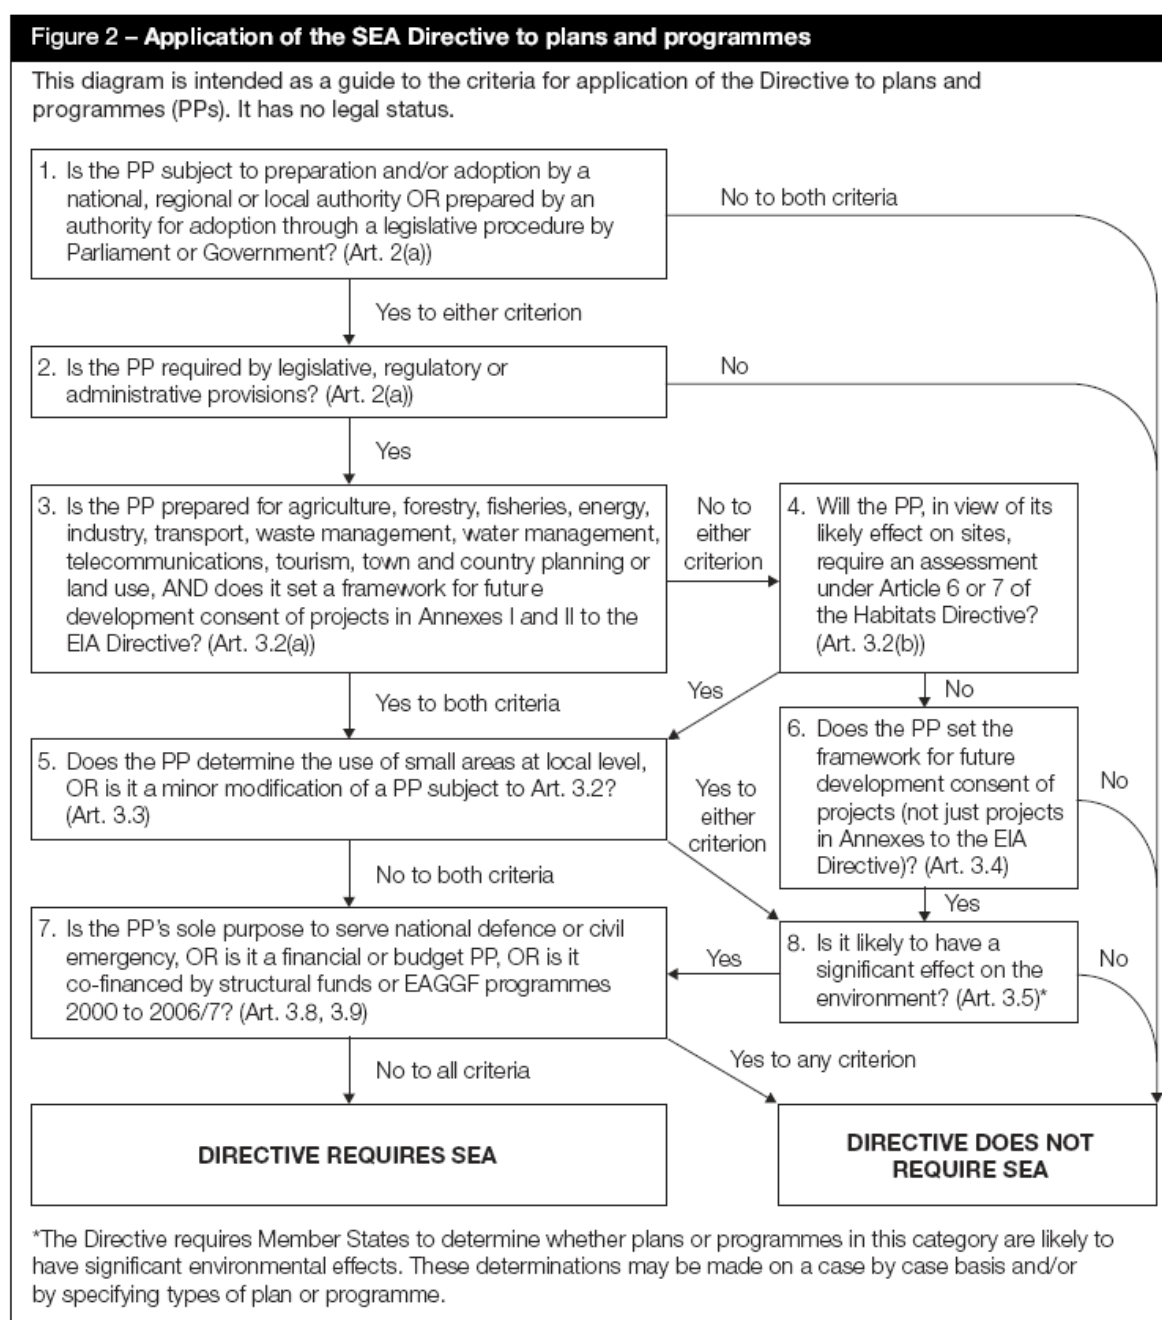 Figure 2 – Application of the SEA Directive to plans and programmes
This diagram is intended as a guide to the criteria for application of the Directive to plans and
programmes (PPs). It has no legal status.
1. Is the PP subject to preparation and/or adoption by a
national, regional or local authority OR prepared by an
authority for adoption through a legislative procedure by
Parliament or Government? (Art. 2(a))
No to both criteria
Yes to either criterion
2. Is the PP required by legislative, regulatory or
administrative provisions? (Art. 2(a))
No
Yes
3. Is the PP prepared for agriculture, forestry, fisheries, energy,
industry, transport, waste management, water management,
telecommunications, tourism, town and country planning or
land use, AND does it set a framework for future
development consent of projects in Annexes I and II to the
EIA Directive? (Art. 3.2(a))
No to
either
criterion
4. Will the PP, in view of its
likely effect on sites,
require an assessment
under Article 6 or 7 of
the Habitats Directive?
(Art. 3.2(b))
Yes to both criteria
Yes
No
5. Does the PP determine the use of small areas at local level,
OR is it a minor modification of a PP subject to Art. 3.2?
(Art. 3.3)
Yes to
either
criterion
6. Does the PP set the
framework for future
development consent of
projects (not just projects
in Annexes to the EIA
Directive)? (Art. 3.4)
No
No to both criteria
Yes
7. Is the PP's sole purpose to serve national defence or civil
emergency, OR is it a financial or budget PP, OR is it
co-financed by structural funds or EAGGF programmes
2000 to 2006/7? (Art. 3.8, 3.9)
Yes
8. Is it likely to have a
significant effect on the
environment? (Art. 3.5)*
No
No to all criteria
Yes to any criterion
DIRECTIVE REQUIRES SEA
DIRECTIVE DOES NOT
REQUIRE SEA
*The Directive requires Member States to determine whether plans or programmes in this category are likely to
have significant environmental effects. These determinations may be made on a case by case basis and/or
by specifying types of plan or programme.